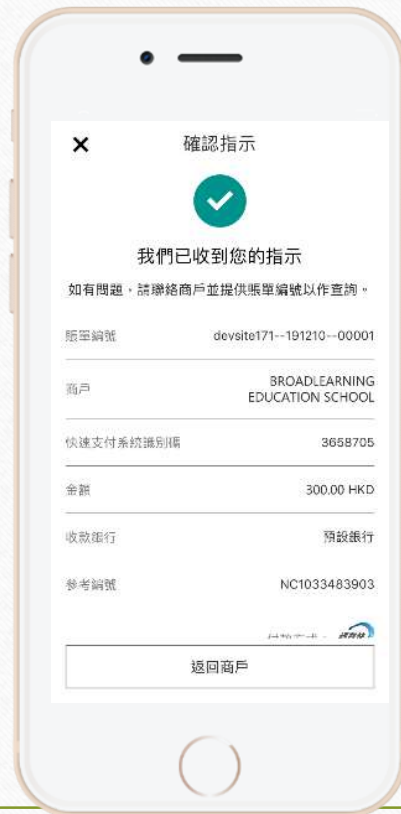 確認指示
我們已收到您的指示
如有問題，請聯絡商戶並提供賬單編號以作查詢。
賬單編號 devsite171--191210--00001
商戶 BROADLEARNING
EDUCATION SCHOOL
快速支付系統識別碼 3658705
金額 300.00 HKD
收款銀行 預設銀行
參考編號 NC1033483903
付款方式：
返回商戶